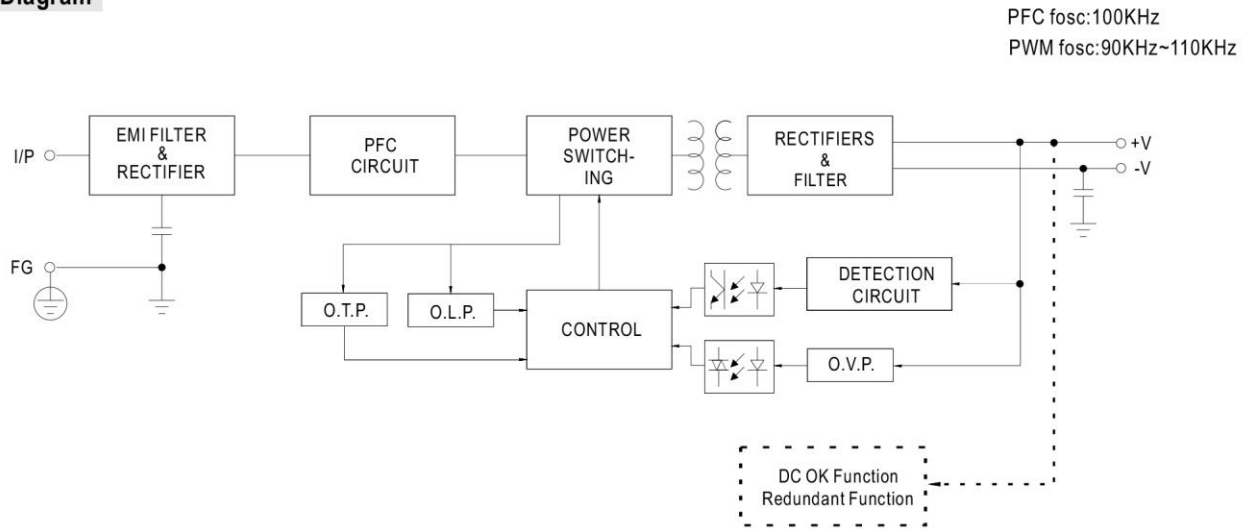 Diagram
PFC fosc:100KHz
PWM fosc:90KHz~110KHz
I/P
EMI FILTER
&
RECTIFIER
PFC
CIRCUIT
POWER
SWITCH-
ING
RECTIFIERS
&
FILTER
+V
-V
FG
O.T.P.
O.L.P.
CONTROL
DETECTION
CIRCUIT
O.V.P.
DC OK Function
Redundant Function